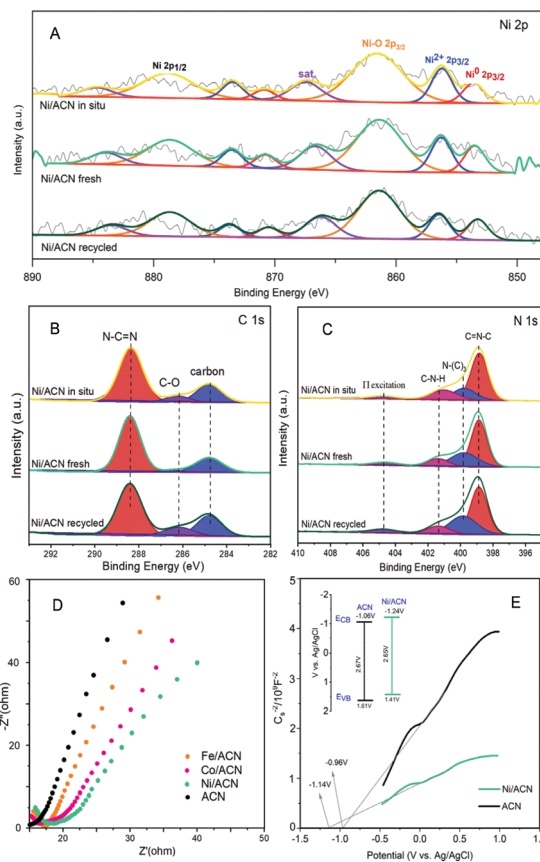 A
Ni 2p
Ni 2p1/2
sat.
Ni-O 2p3/2
Ni2+ 2p3/2
Ni0 2p3/2
Ni/ACN in situ
Ni/ACN fresh
Ni/ACN recycled
Intensity (a.u.)
890 880 870 860 850
Binding Energy (eV)
B
C 1s
N-C=N
C-O
carbon
Ni/ACN in situ
Ni/ACN fresh
Ni/ACN recycled
Intensity (a.u.)
292 290 288 286 284 282
Binding Energy (eV)
C
N 1s
C=N-C
N-(C)3
C-N-H
Π excitation
Ni/ACN in situ
Ni/ACN fresh
Ni/ACN recycled
Intensity (a.u.)
410 408 406 404 402 400 398 396
Binding Energy (eV)
D
-Z''(ohm)
60
40
20
0
Fe/ACN
Co/ACN
Ni/ACN
ACN
20 30 40 50
Z'(ohm)
E
Cs-2/109F-2
5
4
3
2
1
0
ACN
Ni/ACN
ECB
-1.06V
-1.24V
2.67V
2.65V
EVB
1.61V
1.41V
V vs. Ag/AgCl
-2
-1
0
1
2
-0.96V
-1.14V
Ni/ACN
ACN
-1.5 -1.0 -0.5 0.0 0.5 1.0 1.5
Potential (V vs. Ag/AgCl)